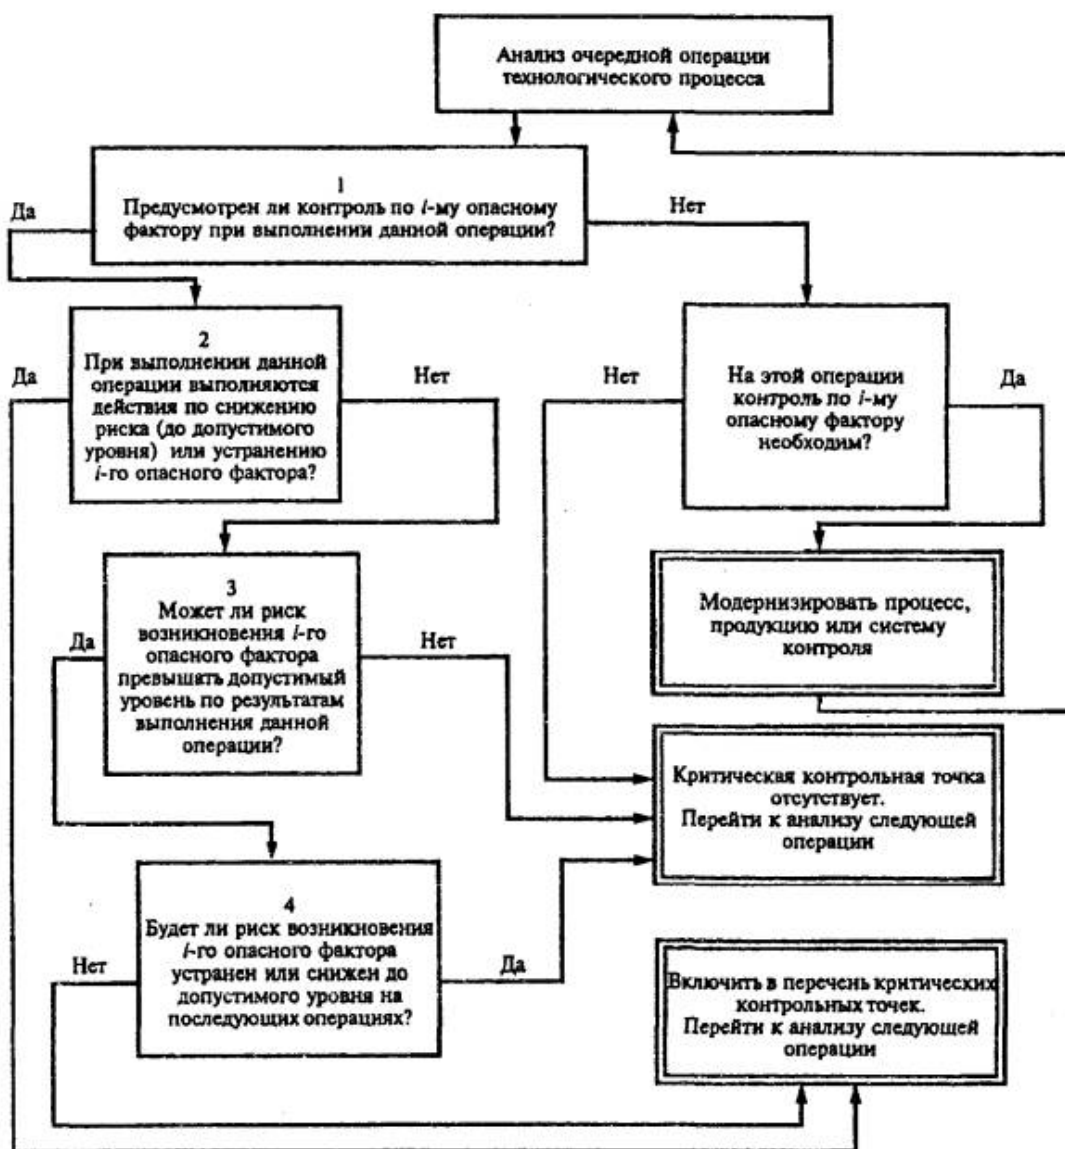 Анализ очередной операции
технологического процесса
1
Предусмотрен ли контроль по i-му опасному
фактору при выполнении данной операции?
Да
Нет
2
При выполнении данной
операции выполняются
действия по снижению
риска (до допустимого
уровня) или устранению
i-го опасного фактора?
Да
Нет
На этой операции
контроль по i-му
опасному фактору
необходим?
Нет
Да
3
Может ли риск
возникновения i-го
опасного фактора
превышать допустимый
уровень по результатам
выполнения данной
операции?
Да
Нет
Модернизировать процесс,
продукцию или систему
контроля
Критическая контрольная точка
отсутствует.
Перейти к анализу следующей
операции
4
Будет ли риск возникновения
i-го опасного фактора
устранен или снижен до
допустимого уровня на
последующих операциях?
Нет
Да
Включить в перечень критических
контрольных точек.
Перейти к анализу следующей
операции